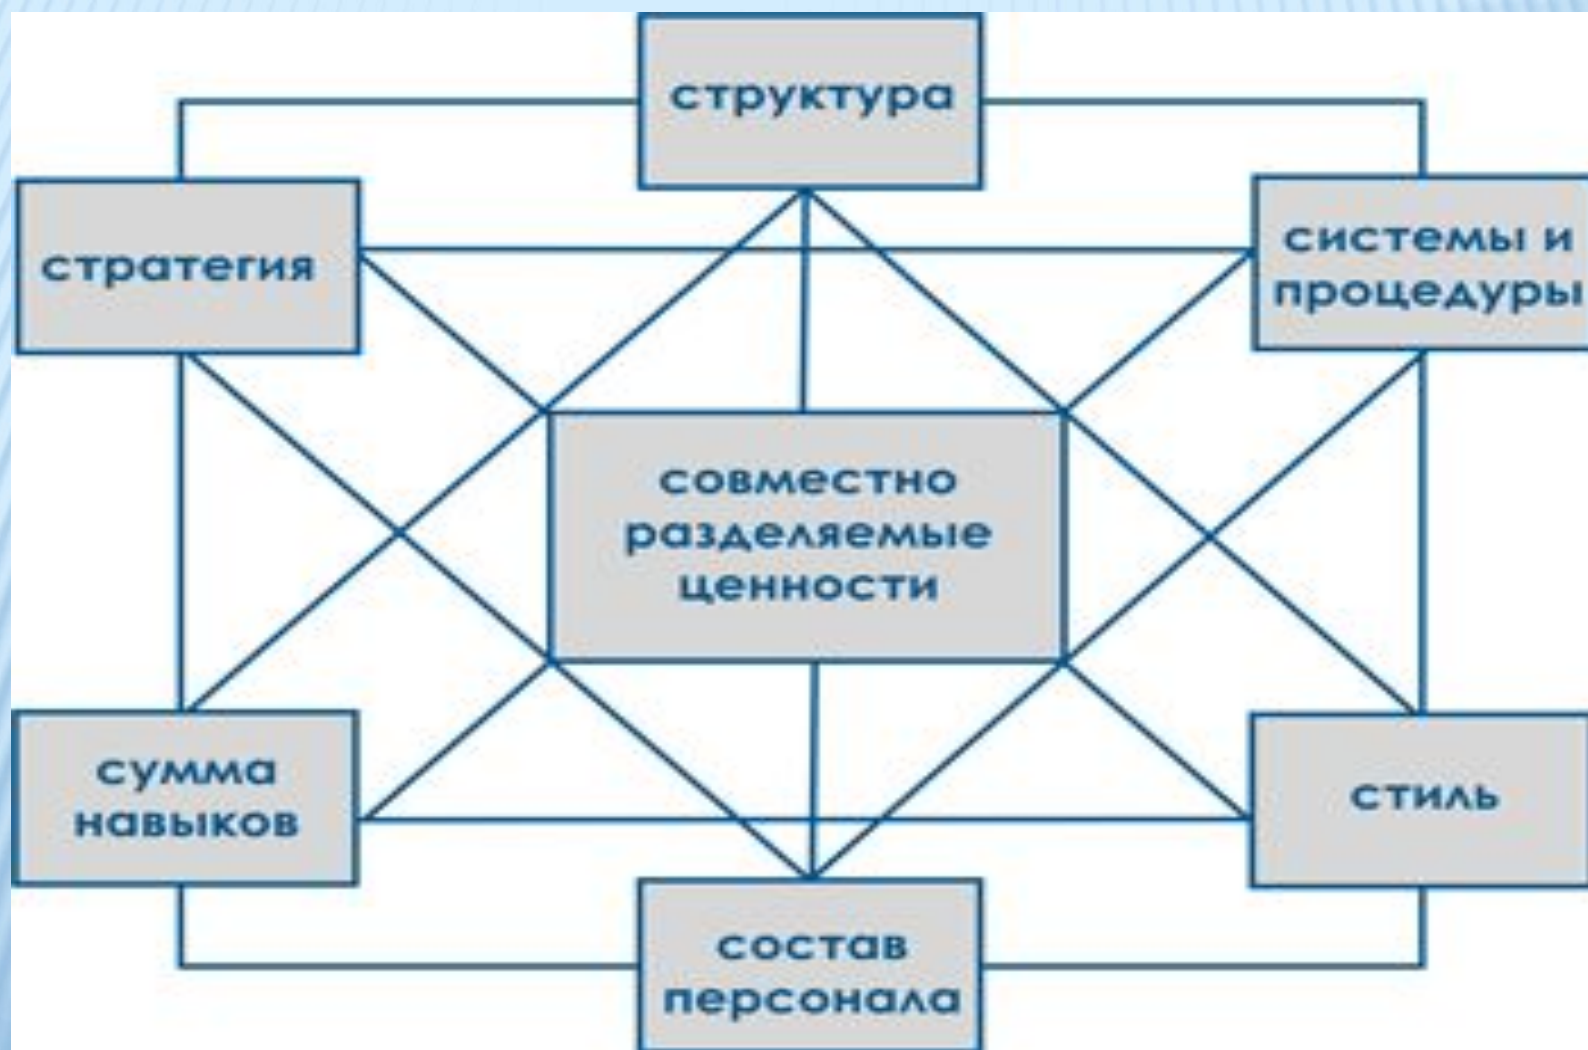 структура
стратегия
системы и
процедуры
совместно
разделяемые
ценности
сумма
навыков
стиль
состав
персонала